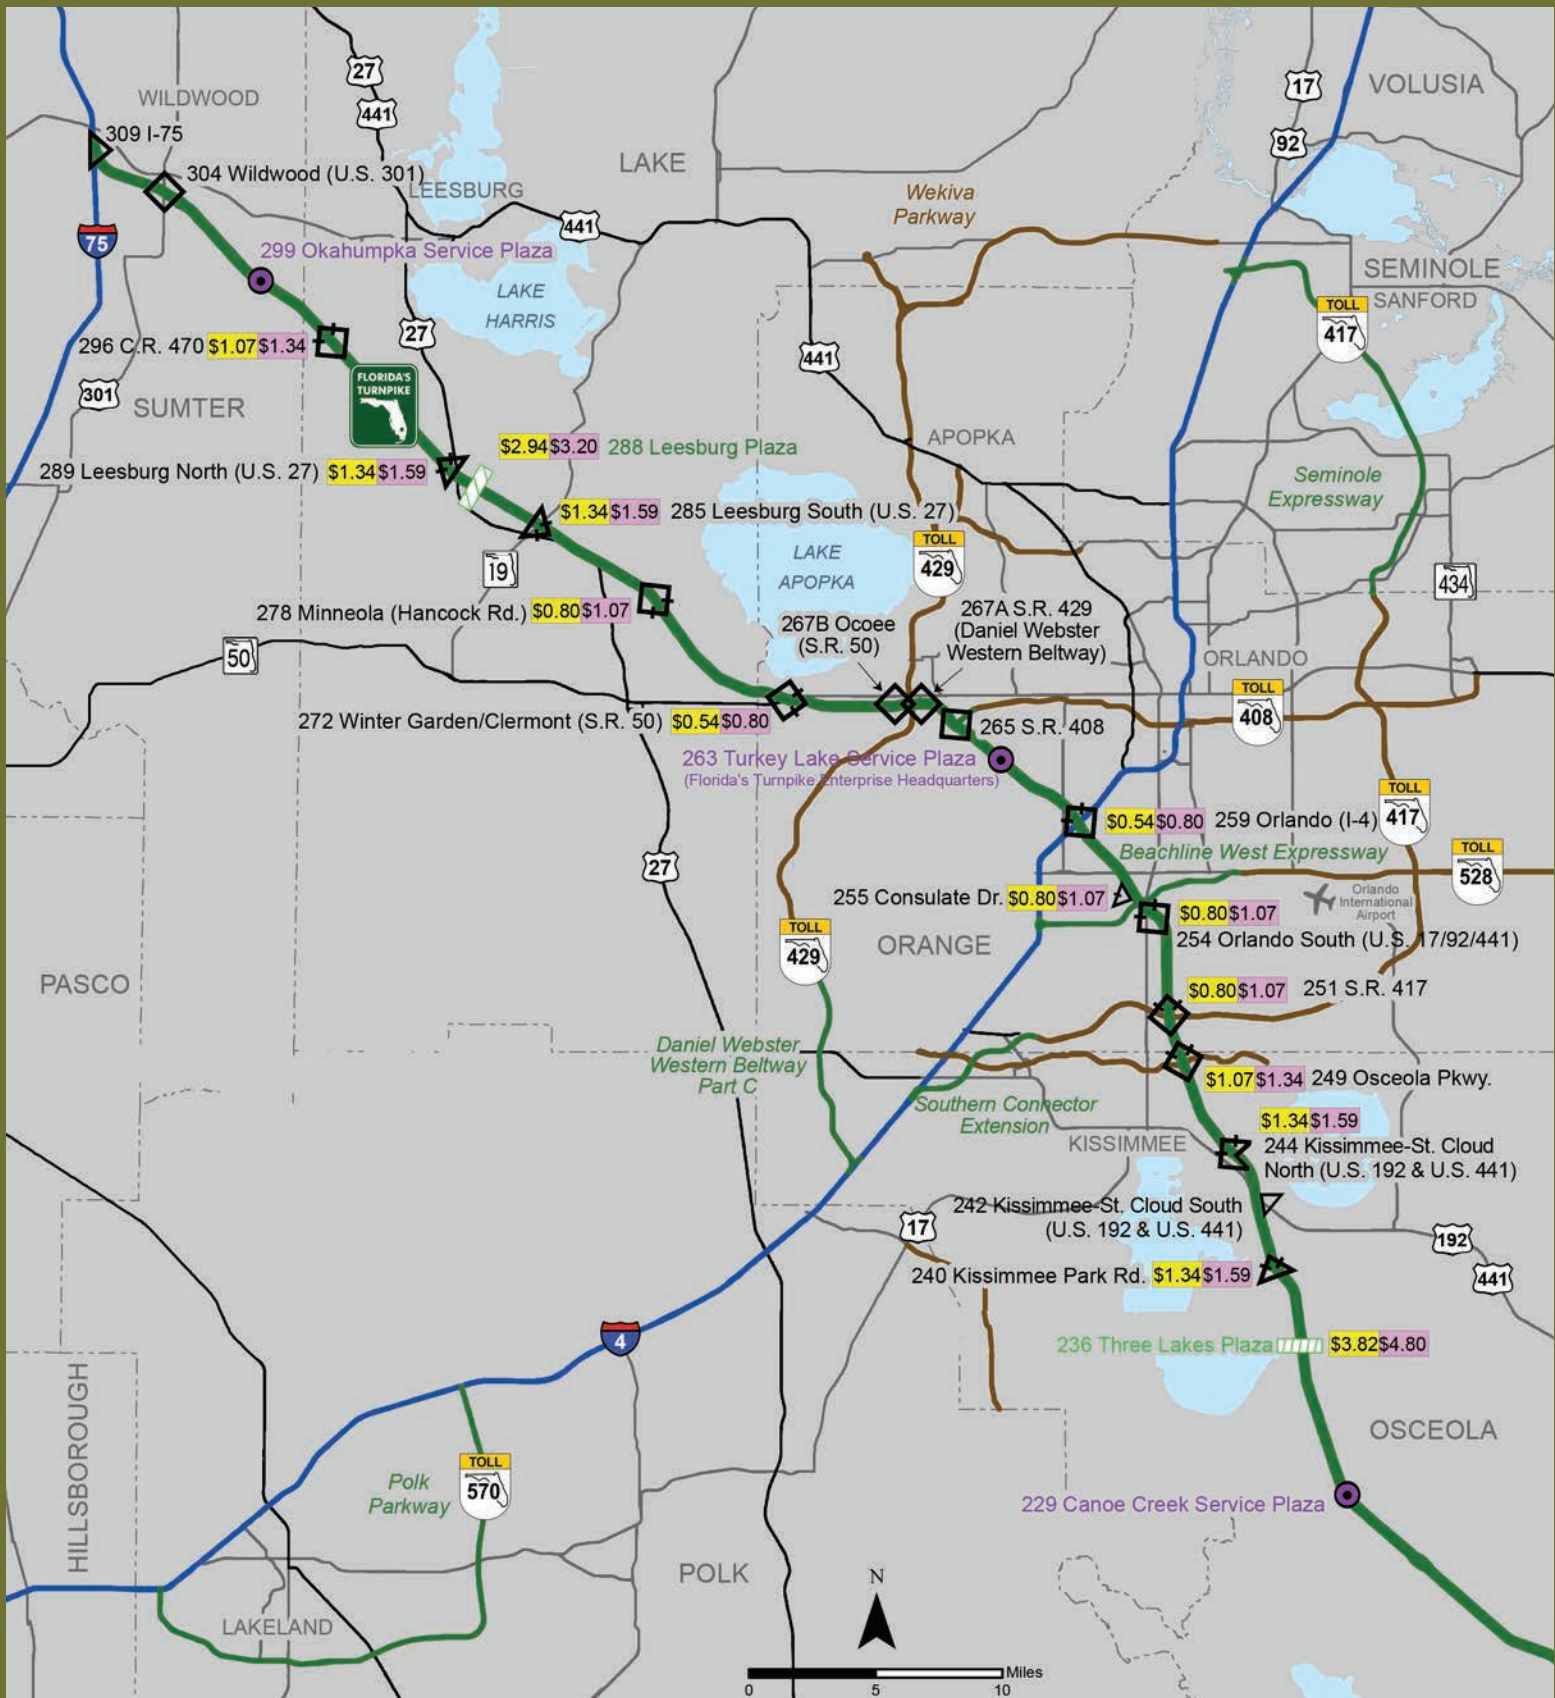 27
17
VOLUSIA
WILDWOOD
441
309 I-75
92
LAKE
304 Wildwood (U.S. 301)
LEESBURG
Wekiva
Parkway
441
75
299 Okahumpka Service Plaza
SEMINOLE
SANFORD
LAKE
HARRIS
TOLL
417
27
296 C.R. 470 $1.07 $1.34
441
FLORIDA'S
TURNPIKE
301
SUMTER
APOPKA
$2.94 $3.20 288 Leesburg Plaza
289 Leesburg North (U.S. 27) $1.34 $1.59
Seminole
Expressway
$1.34 $1.59 285 Leesburg South (U.S. 27)
TOLL
429
LAKE
APOPKA
19
434
278 Minneola (Hancock Rd.) $0.80 $1.07
267B Ocoee
(S.R. 50)
267A S.R. 429
(Daniel Webster
Western Beltway)
50
ORLANDO
TOLL
408
272 Winter Garden/Clermont (S.R. 50) $0.54 $0.80
265 S.R. 408
263 Turkey Lake Service Plaza
(Florida's Turnpike Enterprise Headquarters)
TOLL
417
$0.54 $0.80 259 Orlando (I-4)
Beachline West Expressway
TOLL
528
27
255 Consulate Dr. $0.80 $1.07
Orlando
International
Airport
$0.80 $1.07
254 Orlando South (U.S. 17/92/441)
TOLL
429
ORANGE
PASCO
$0.80 $1.07 251 S.R. 417
Daniel Webster
Western Beltway
Part C
$1.07 $1.34 249 Osceola Pkwy.
Southern Connector
Extension
$1.34 $1.59
KISSIMMEE
244 Kissimmee-St. Cloud
North (U.S. 192 & U.S. 441)
242 Kissimmee-St. Cloud South
(U.S. 192 & U.S. 441)
17
192
240 Kissimmee Park Rd. $1.34 $1.59
441
4
236 Three Lakes Plaza $3.82 $4.80
HILLSBOROUGH
OSCEOLA
TOLL
570
Polk
Parkway
229 Canoe Creek Service Plaza
POLK
N
LAKELAND
Miles
0 5 10